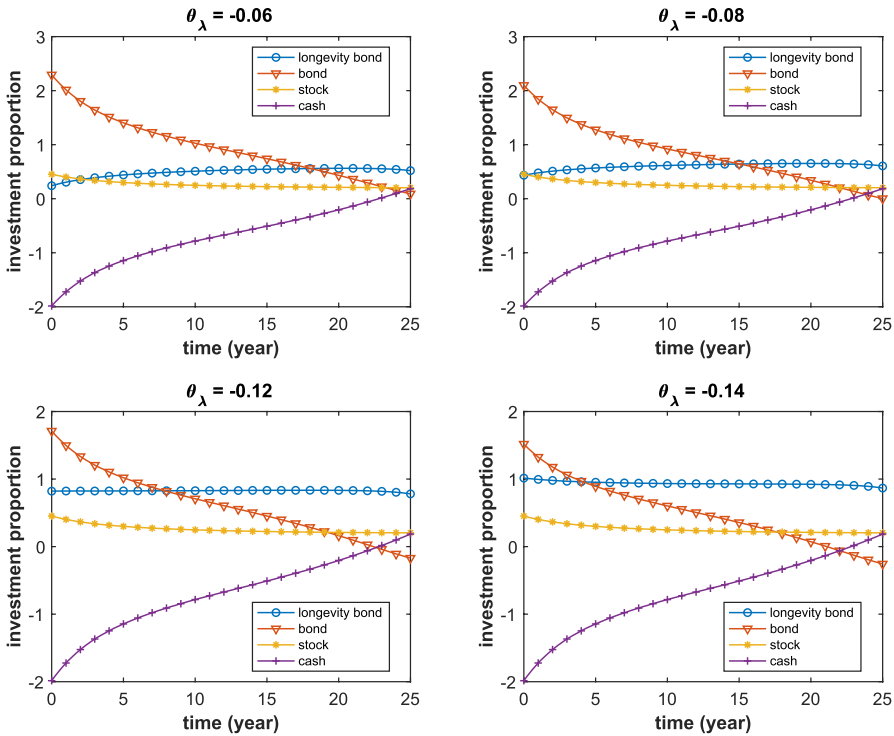 θλ = -0.06
3
2
1
0
-1
-2
investment proportion
longevity bond
bond
stock
cash
0 5 10 15 20 25
time (year)
θλ = -0.08
3
2
1
0
-1
-2
investment proportion
longevity bond
bond
stock
cash
0 5 10 15 20 25
time (year)
θλ = -0.12
2
1
0
-1
-2
investment proportion
longevity bond
bond
stock
cash
0 5 10 15 20 25
time (year)
θλ = -0.14
2
1
0
-1
-2
investment proportion
longevity bond
bond
stock
cash
0 5 10 15 20 25
time (year)